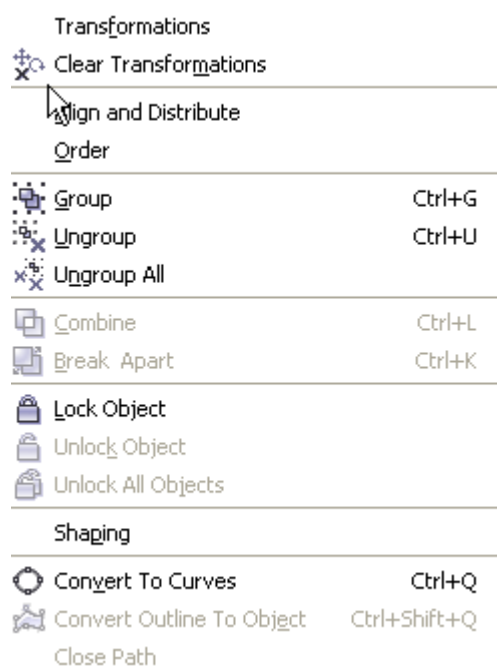 Transformations
Clear Transformations
Align and Distribute
Order
Group Ctrl+G
Ungroup Ctrl+U
Ungroup All
Combine Ctrl+L
Break Apart Ctrl+K
Lock Object
Unlock Object
Unlock All Objects
Shaping
Convert To Curves Ctrl+Q
Convert Outline To Object Ctrl+Shift+Q
Close Path